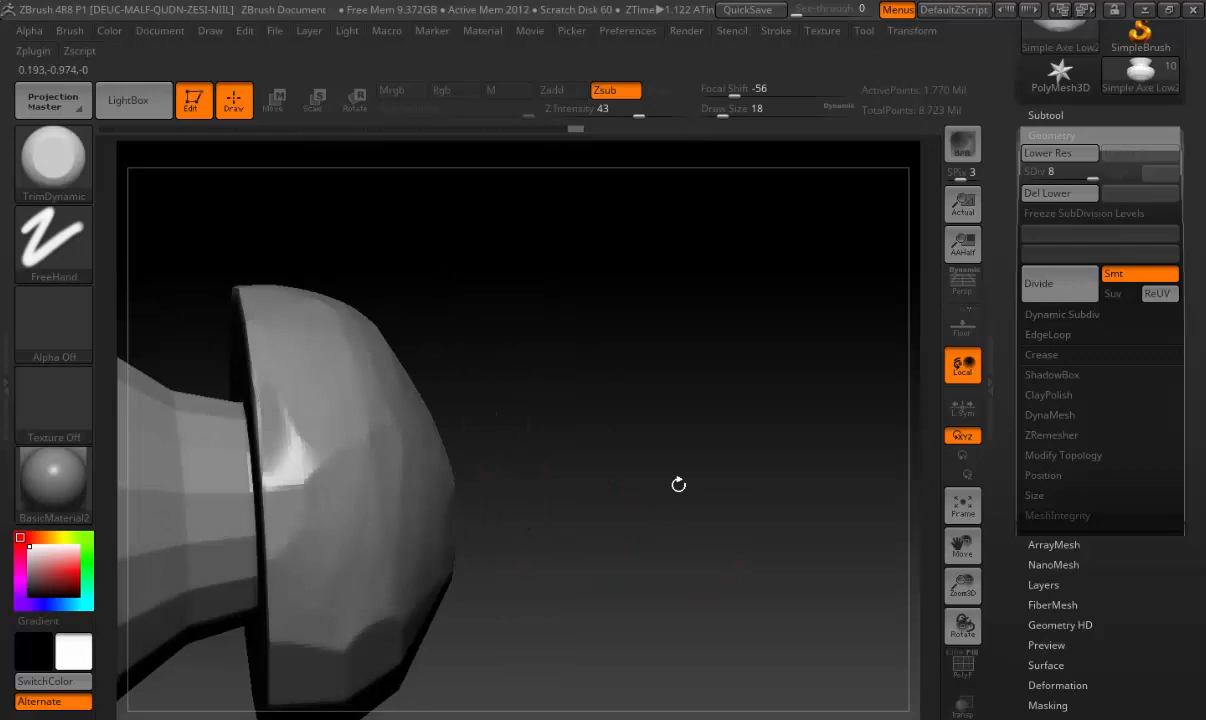 ZBrush 4R8 P1 [DEUC-MALF-QUDN-ZESI-NIIL] ZBrush Document ● Free Mem 9.372GB ● Active Mem 2012 ● Scratch Disk 60 ● ZTime▶1.122 ATin QuickSave See-through 0 Menus DefaultZScript
Alpha Brush Color Document Draw Edit File Layer Light Macro Marker Material Movie Picker Preferences Render Stencil Stroke Texture Tool Transform
Zplugin Zscript
0.193,-0.974,-0
Projection Master
LightBox
Edit
Draw
Move
Scale
Rotate
Mrgb Rgb M Zadd Zsub
Z Intensity 43
Focal Shift -56
Draw Size 18 Dynamic
ActivePoints: 1.770 Mil
TotalPoints: 8.723 Mil
TrimDynamic
FreeHand
Alpha Off
Texture Off
BasicMaterial2
Gradient
SwitchColor
Alternate
BPR
SPix 3
Actual
AAHalf
Dynamic
Persp
Floor
Local
L.Sym
XYZ
Frame
Move
Zoom3D
Rotate
Line Fill
PolyF
Transp
Simple Axe Low2
SimpleBrush
PolyMesh3D
10
Simple Axe Low2
Subtool
Geometry
Lower Res
SDiv 8
Del Lower
Freeze SubDivision Levels
Divide
Smt
Suv
ReUV
Dynamic Subdiv
EdgeLoop
Crease
ShadowBox
ClayPolish
DynaMesh
ZRemesher
Modify Topology
Position
Size
MeshIntegrity
ArrayMesh
NanoMesh
Layers
FiberMesh
Geometry HD
Preview
Surface
Deformation
Masking